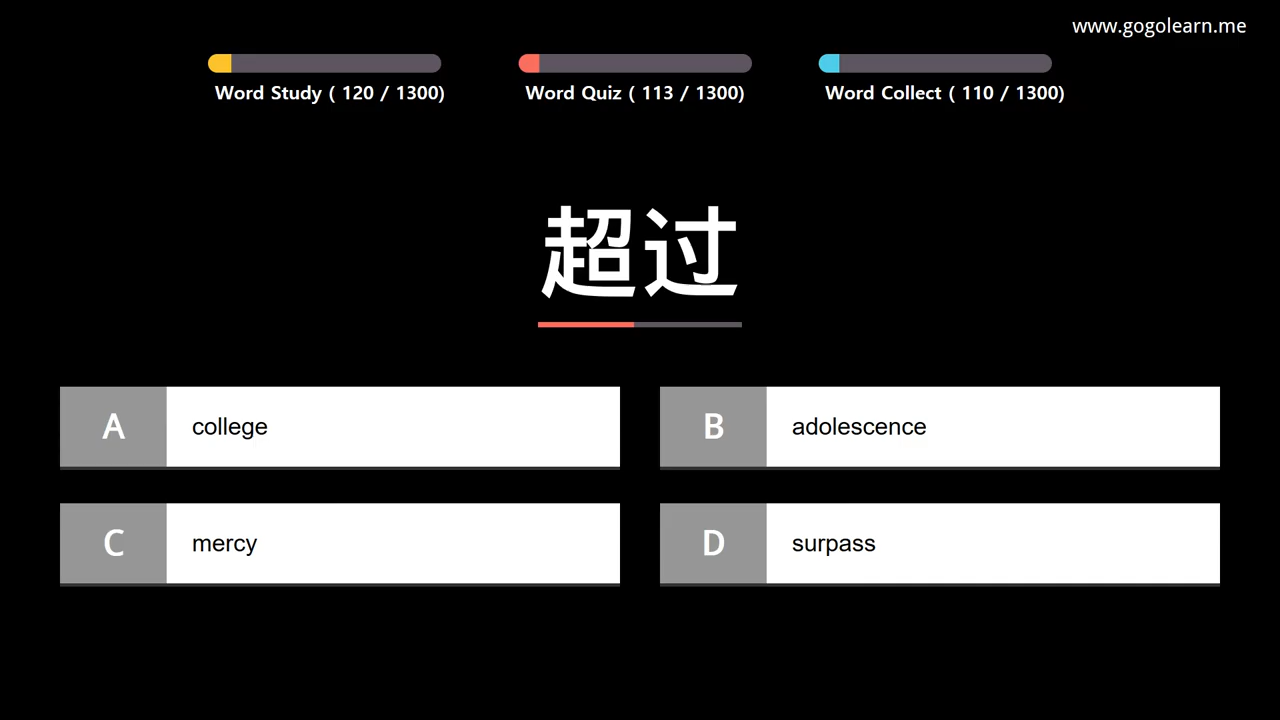 www.gogolearn.me
Word Study ( 120 / 1300)
Word Quiz ( 113 / 1300)
Word Collect ( 110 / 1300)
超过
A college
B adolescence
C mercy
D surpass